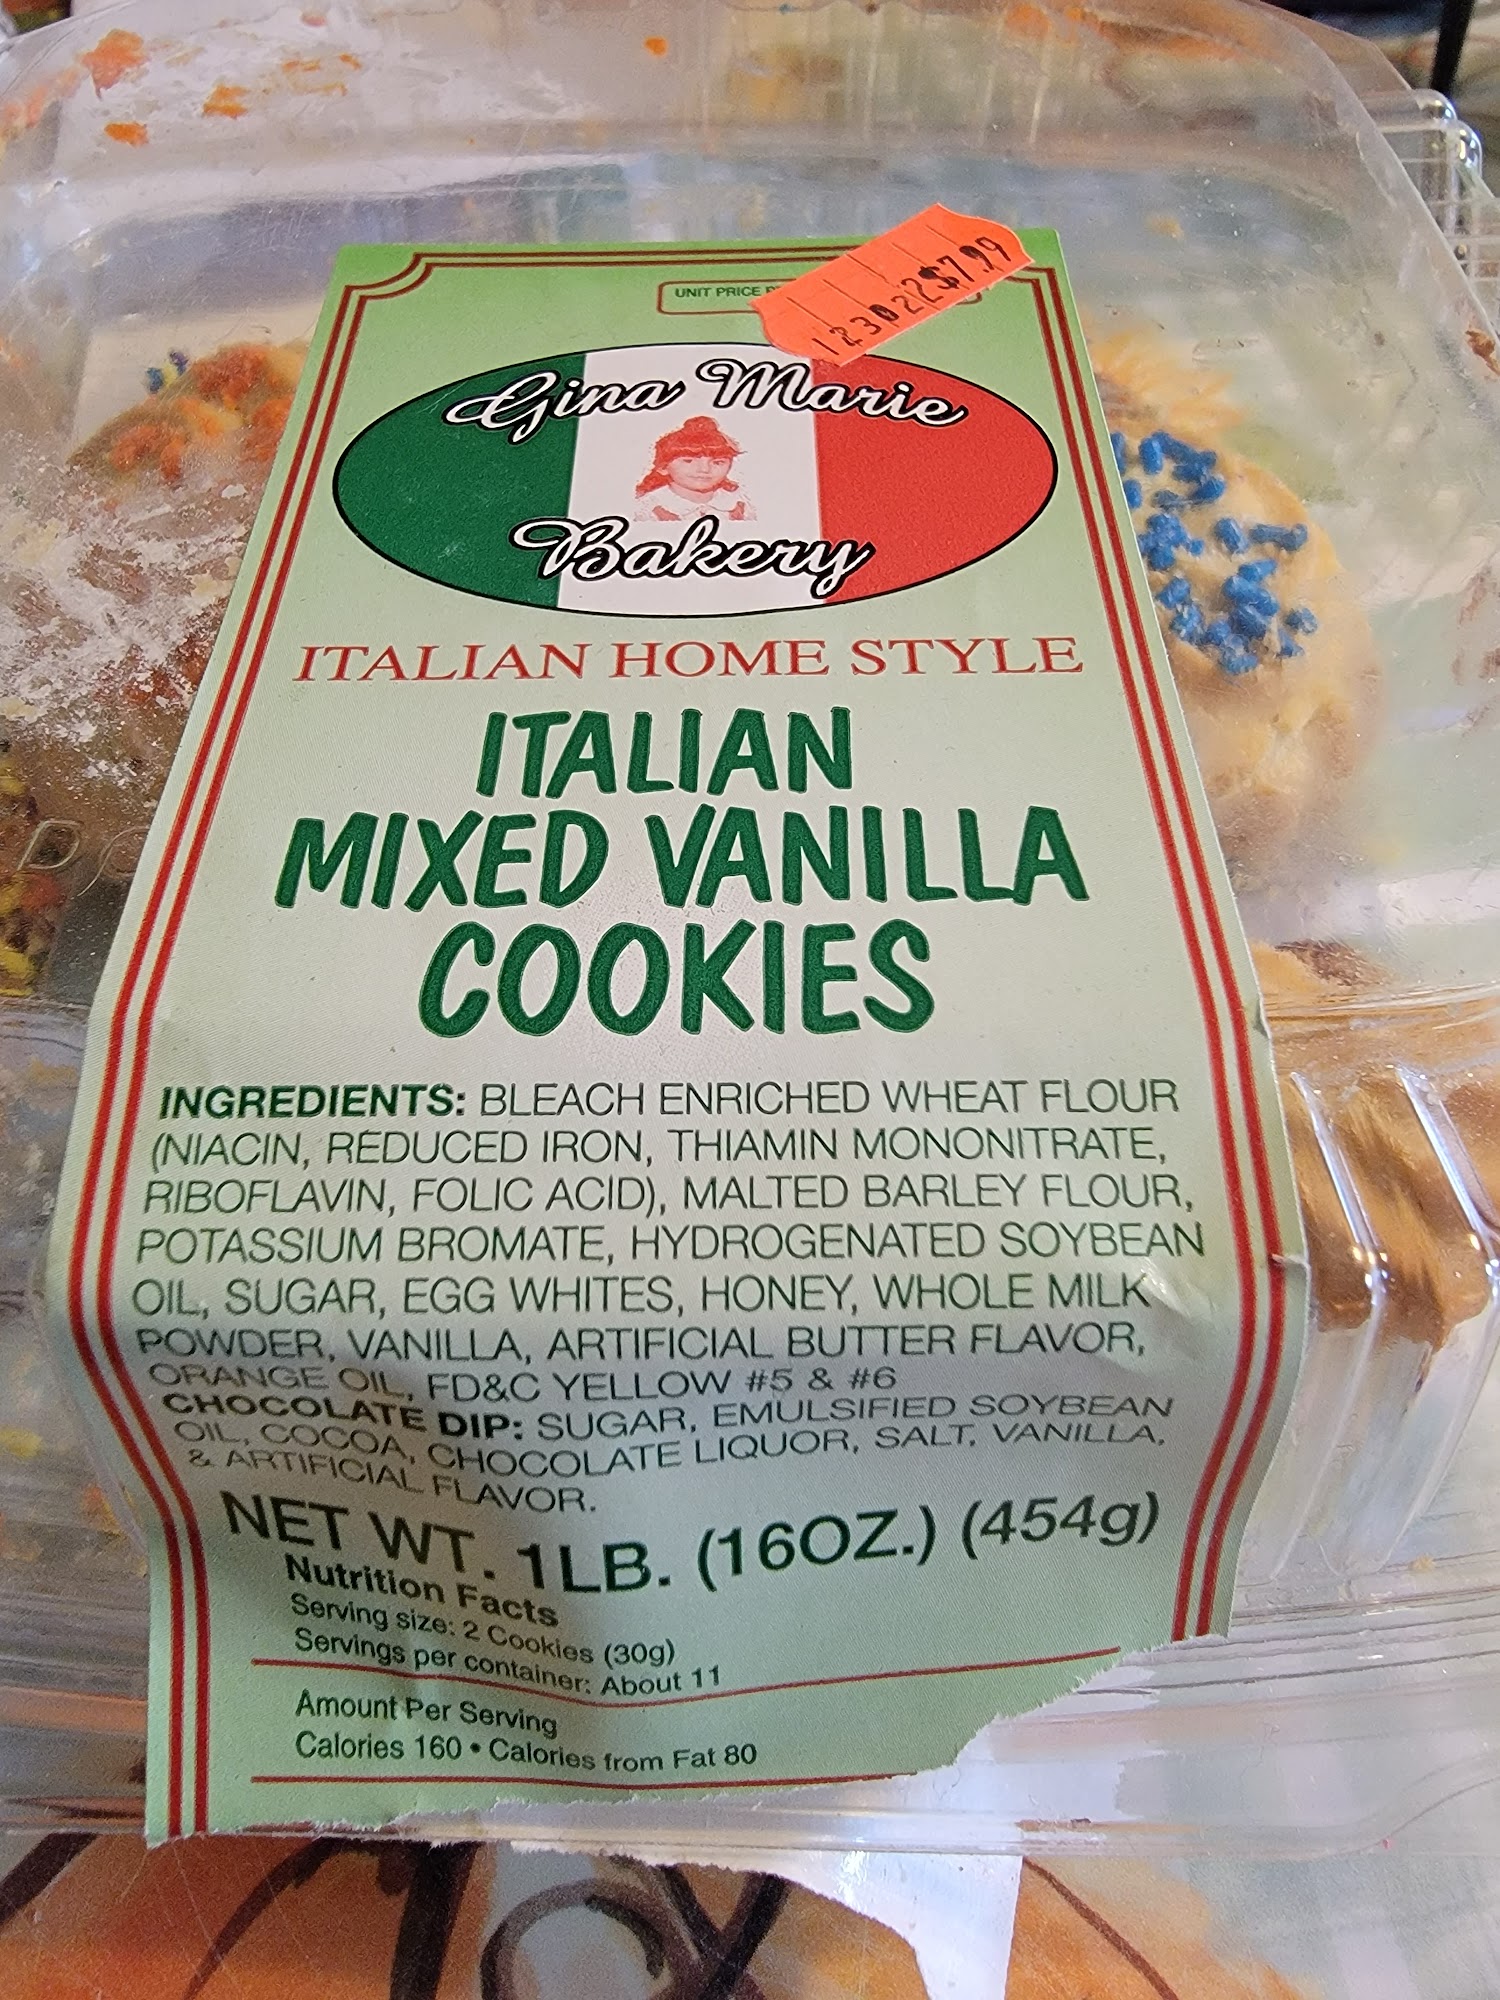 UNIT PRICE
123022$7.99
Gina Marie
Bakery
ITALIAN HOME STYLE
ITALIAN
MIXED VANILLA
COOKIES
INGREDIENTS: BLEACH ENRICHED WHEAT FLOUR
(NIACIN, REDUCED IRON, THIAMIN MONONITRATE,
RIBOFLAVIN, FOLIC ACID), MALTED BARLEY FLOUR,
POTASSIUM BROMATE, HYDROGENATED SOYBEAN
OIL, SUGAR, EGG WHITES, HONEY, WHOLE MILK
POWDER, VANILLA, ARTIFICIAL BUTTER FLAVOR,
ORANGE OIL, FD&C YELLOW #5 & #6
CHOCOLATE DIP: SUGAR, EMULSIFIED SOYBEAN
OIL, COCOA, CHOCOLATE LIQUOR, SALT, VANILLA,
& ARTIFICIAL FLAVOR.
NET WT. 1LB. (16OZ.) (454g)
Nutrition Facts
Serving size: 2 Cookies (30g)
Servings per container: About 11
Amount Per Serving
Calories 160 • Calories from Fat 80